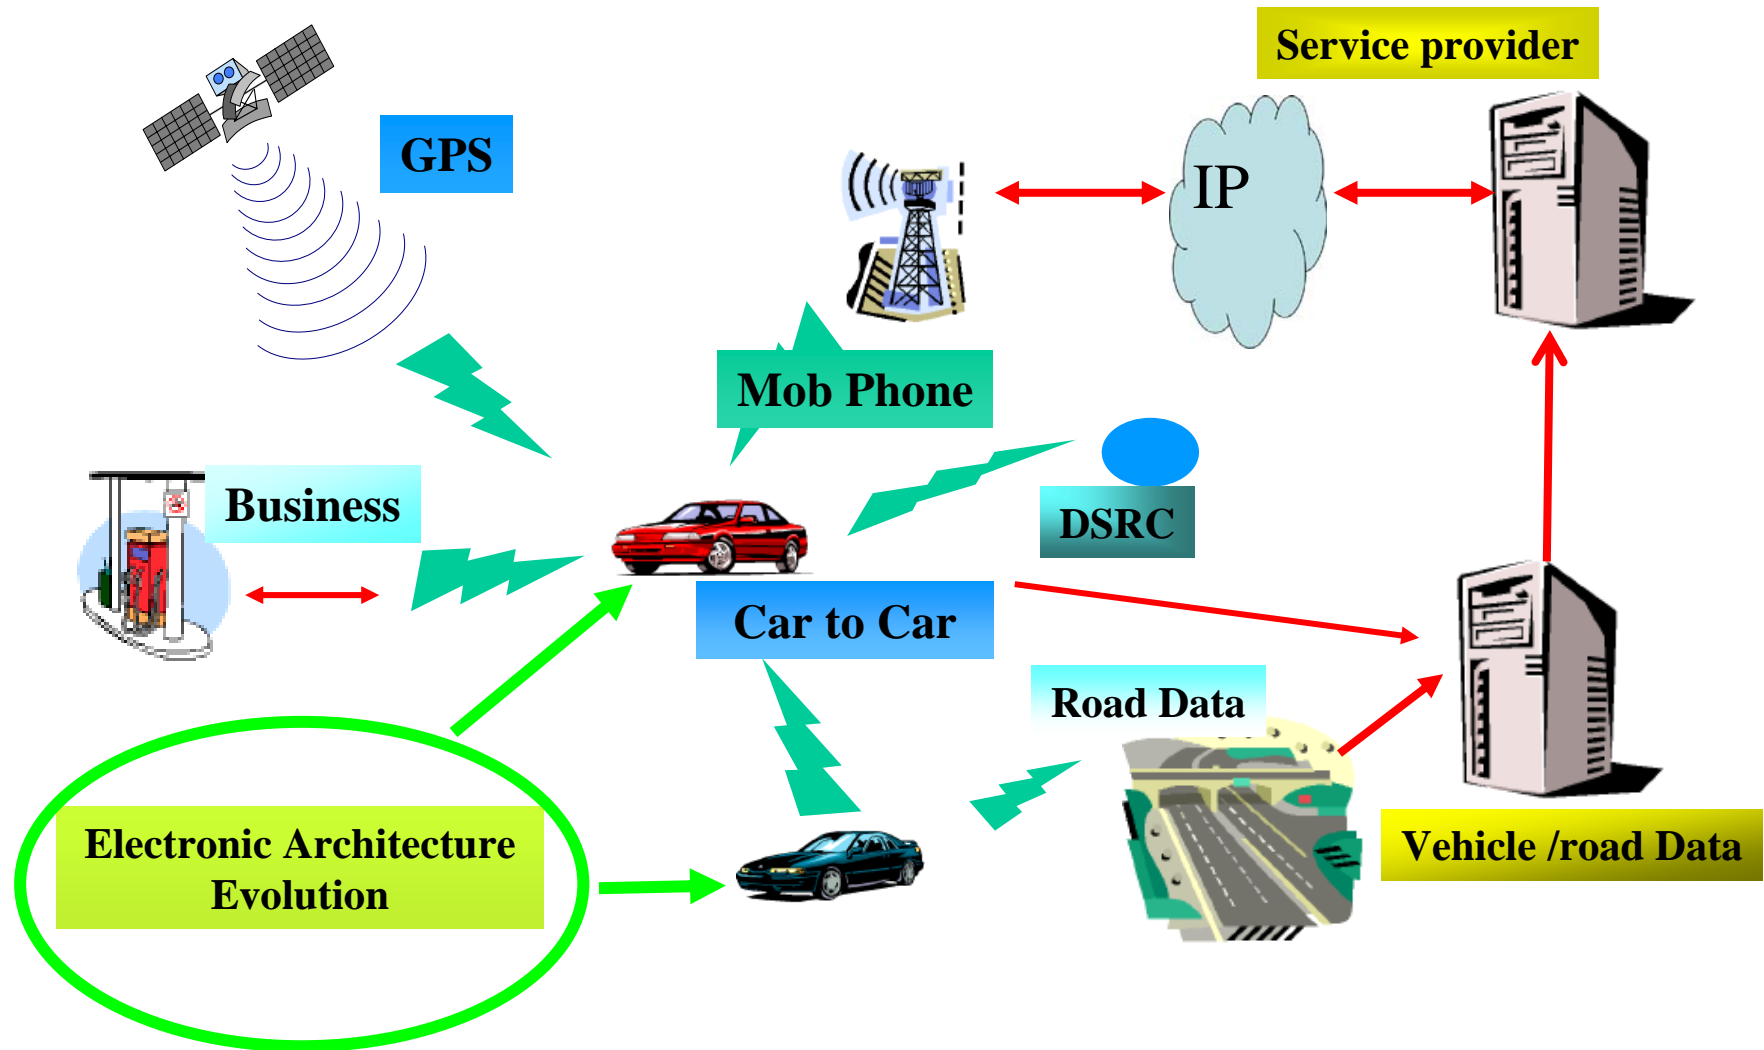 Service provider
GPS
IP
Mob Phone
Business
DSRC
Car to Car
Road Data
Electronic Architecture
Evolution
Vehicle /road Data